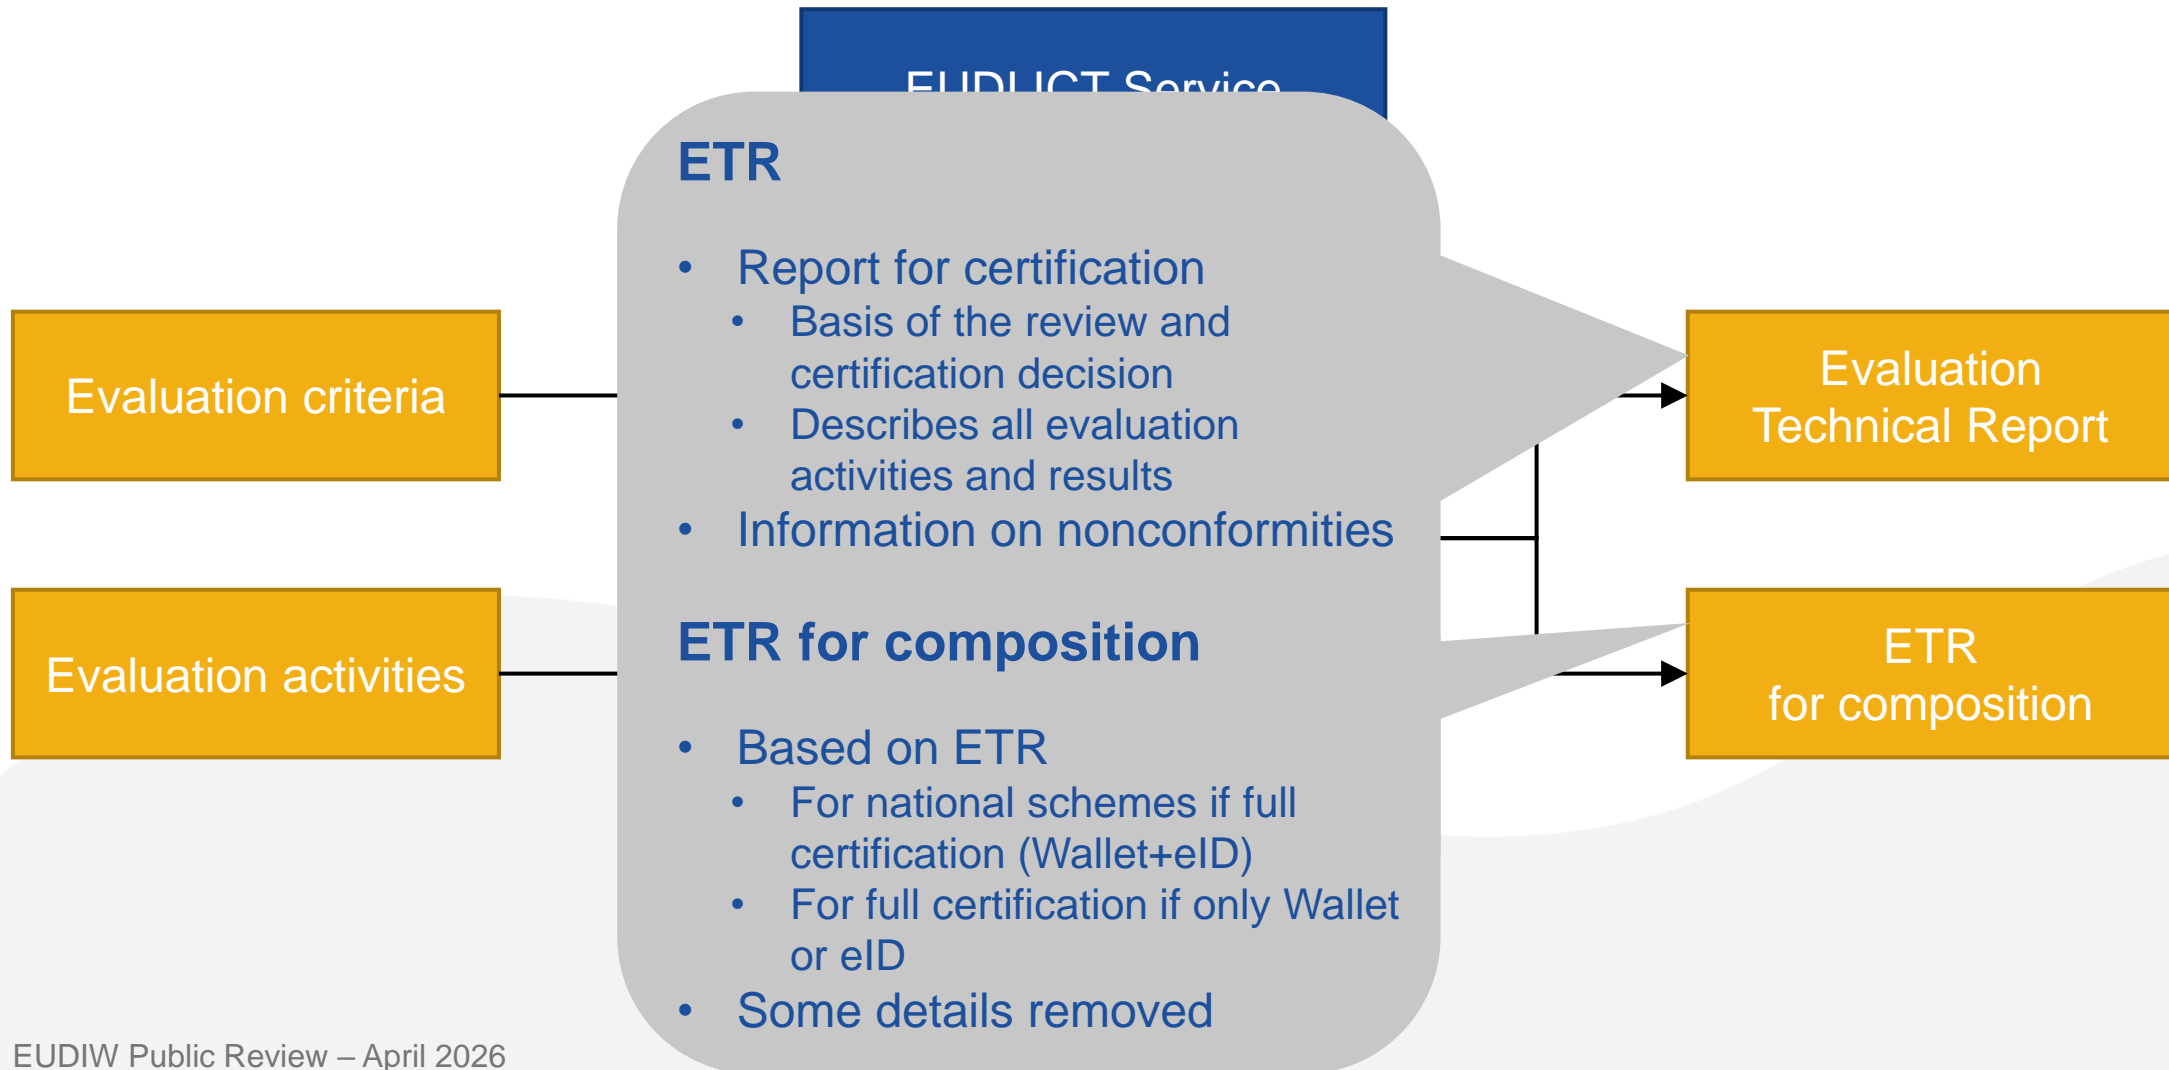 EUDI ICT Service
ETR
• Report for certification
• Basis of the review and
certification decision
• Describes all evaluation
activities and results
• Information on nonconformities
ETR for composition
• Based on ETR
• For national schemes if full
certification (Wallet+eID)
• For full certification if only Wallet
or eID
• Some details removed
Evaluation criteria
Evaluation activities
Evaluation
Technical Report
ETR
for composition
EUDIW Public Review – April 2026